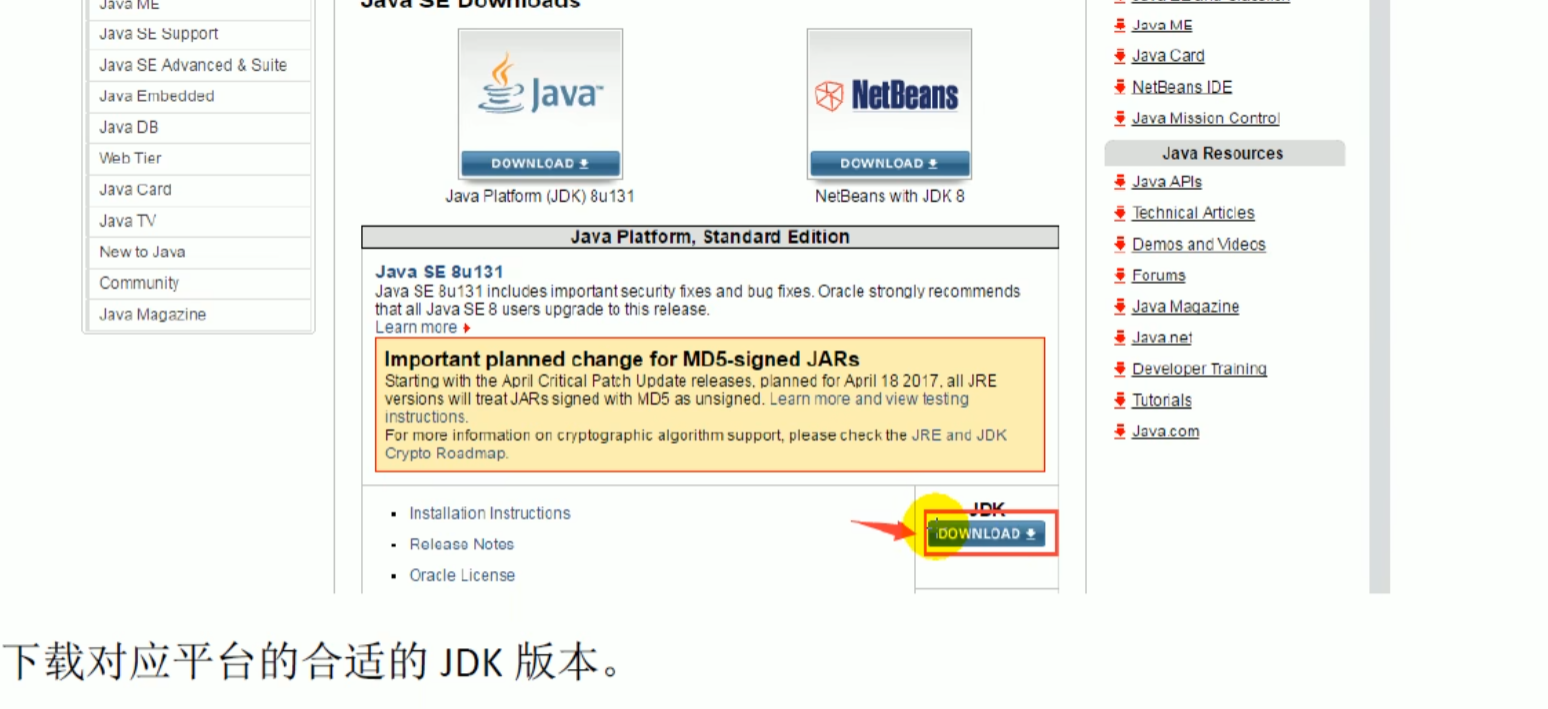 Java ME
Java SE Support
Java SE Advanced & Suite
Java Embedded
Java DB
Web Tier
Java Card
Java TV
New to Java
Community
Java Magazine
Java SE Downloads
Java™
DOWNLOAD
Java Platform (JDK) 8u131
NetBeans
DOWNLOAD
NetBeans with JDK 8
Java Platform, Standard Edition
Java SE 8u131
Java SE 8u131 includes important security fixes and bug fixes. Oracle strongly recommends
that all Java SE 8 users upgrade to this release.
Learn more
Important planned change for MD5-signed JARs
Starting with the April Critical Patch Update releases, planned for April 18 2017, all JRE
versions will treat JARs signed with MD5 as unsigned. Learn more and view testing
instructions.
For more information on cryptographic algorithm support, please check the JRE and JDK
Crypto Roadmap.
Installation Instructions
Release Notes
Oracle License
JDK
DOWNLOAD
Java ME
Java Card
NetBeans IDE
Java Mission Control
Java Resources
Java APIs
Technical Articles
Demos and Videos
Forums
Java Magazine
Java.net
Developer Training
Tutorials
Java.com
下载对应平台的合适的 JDK 版本。